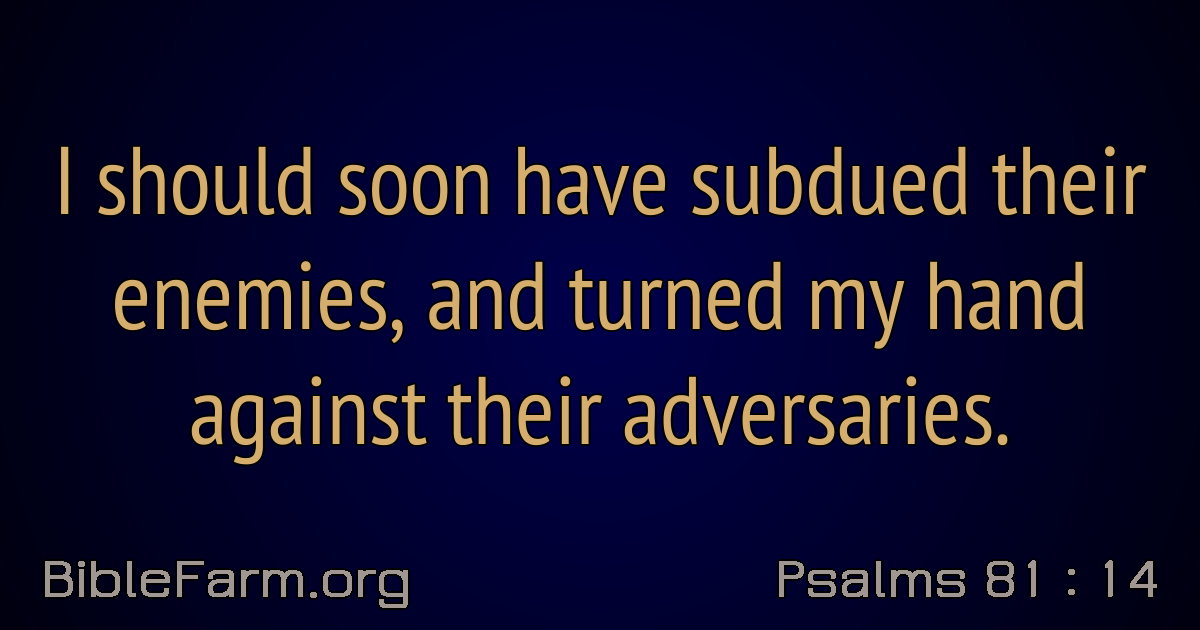 I should soon have subdued their
enemies, and turned my hand
against their adversaries.
BibleFarm.org
Psalms 81 : 14